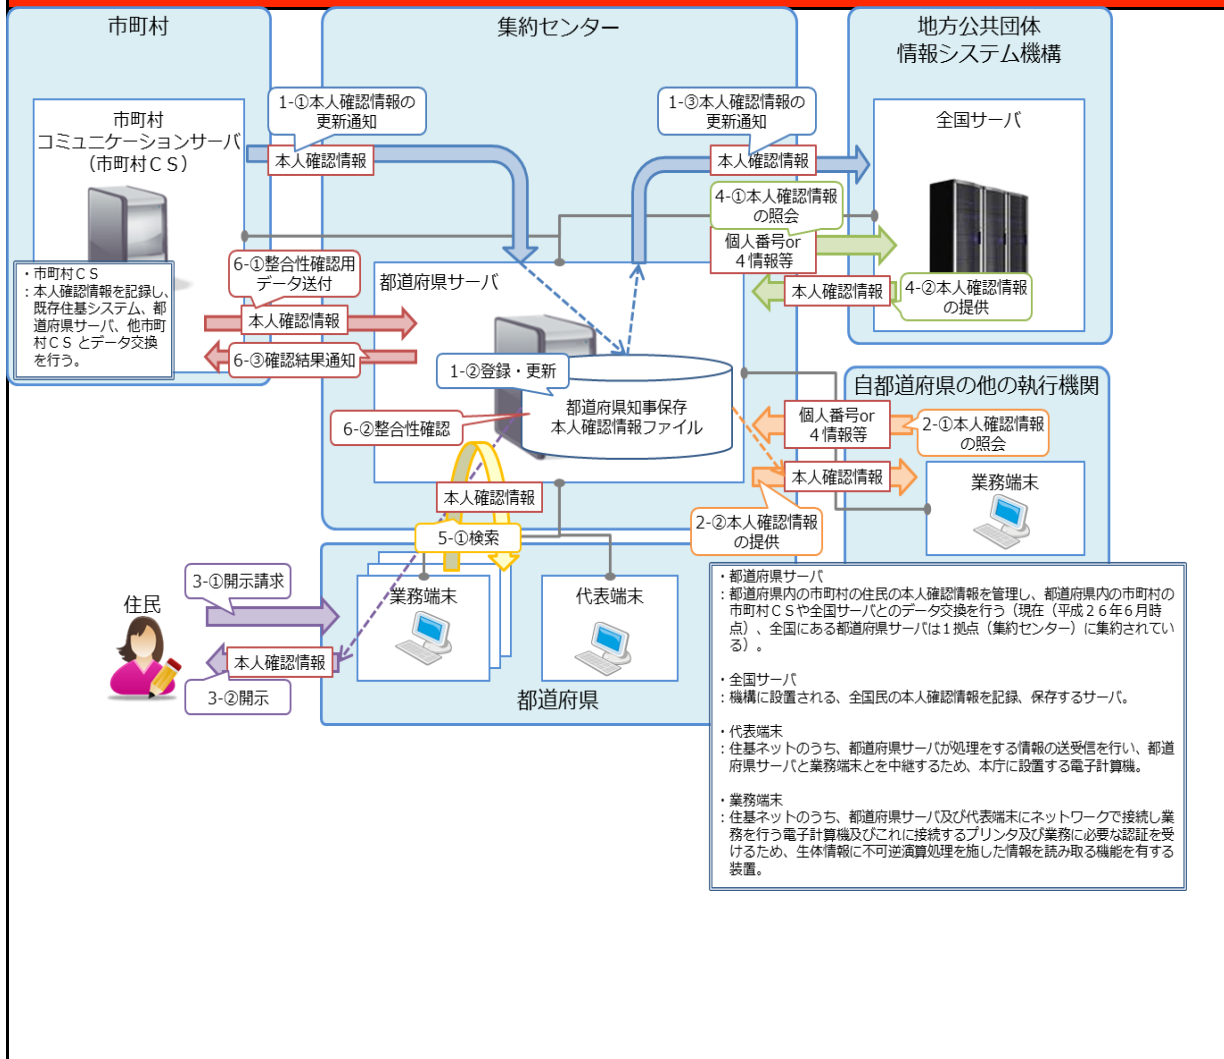 市町村
集約センター
地方公共団体
情報システム機構
市町村
コミュニケーションサーバ
（市町村ＣＳ）
1-①本人確認情報の
更新通知
本人確認情報
1-③本人確認情報の
更新通知
本人確認情報
全国サーバ
4-①本人確認情報
の照会
個人番号or
４情報等
本人確認情報
4-②本人確認情報
の提供
・市町村ＣＳ
：本人確認情報を記録し、
既存住基システム、都
道府県サーバ、他市町
村ＣＳ とデータ交換
を行う。
6-①整合性確認用
データ送付
本人確認情報
6-③確認結果通知
都道府県サーバ
1-②登録・更新
6-②整合性確認
都道府県知事保存
本人確認情報ファイル
自都道府県の他の執行機関
個人番号or
４情報等
2-①本人確認情報
の照会
本人確認情報
2-②本人確認情報
の提供
業務端末
本人確認情報
5-①検索
住民
3-①開示請求
本人確認情報
3-②開示
業務端末
代表端末
都道府県
・都道府県サーバ
：都道府県内の市町村の住民の本人確認情報を管理し、都道府県内の市町村の
市町村ＣＳや全国サーバとのデータ交換を行う（現在（平成２６年６月時
点）、全国にある都道府県サーバは１拠点（集約センター）に集約されてい
る）。
・全国サーバ
：機構に設置される、全国民の本人確認情報を記録、保存するサーバ。
・代表端末
：住基ネットのうち、都道府県サーバが処理をする情報の送受信を行い、都道
府県サーバと業務端末とを中継するため、本庁に設置する電子計算機。
・業務端末
：住基ネットのうち、都道府県サーバ及び代表端末にネットワークで接続し業
務を行う電子計算機及びこれに接続するプリンタ及び業務に必要な認証を受
けるため、生体情報に不可逆演算処理を施した情報を読み取る機能を有する
装置。